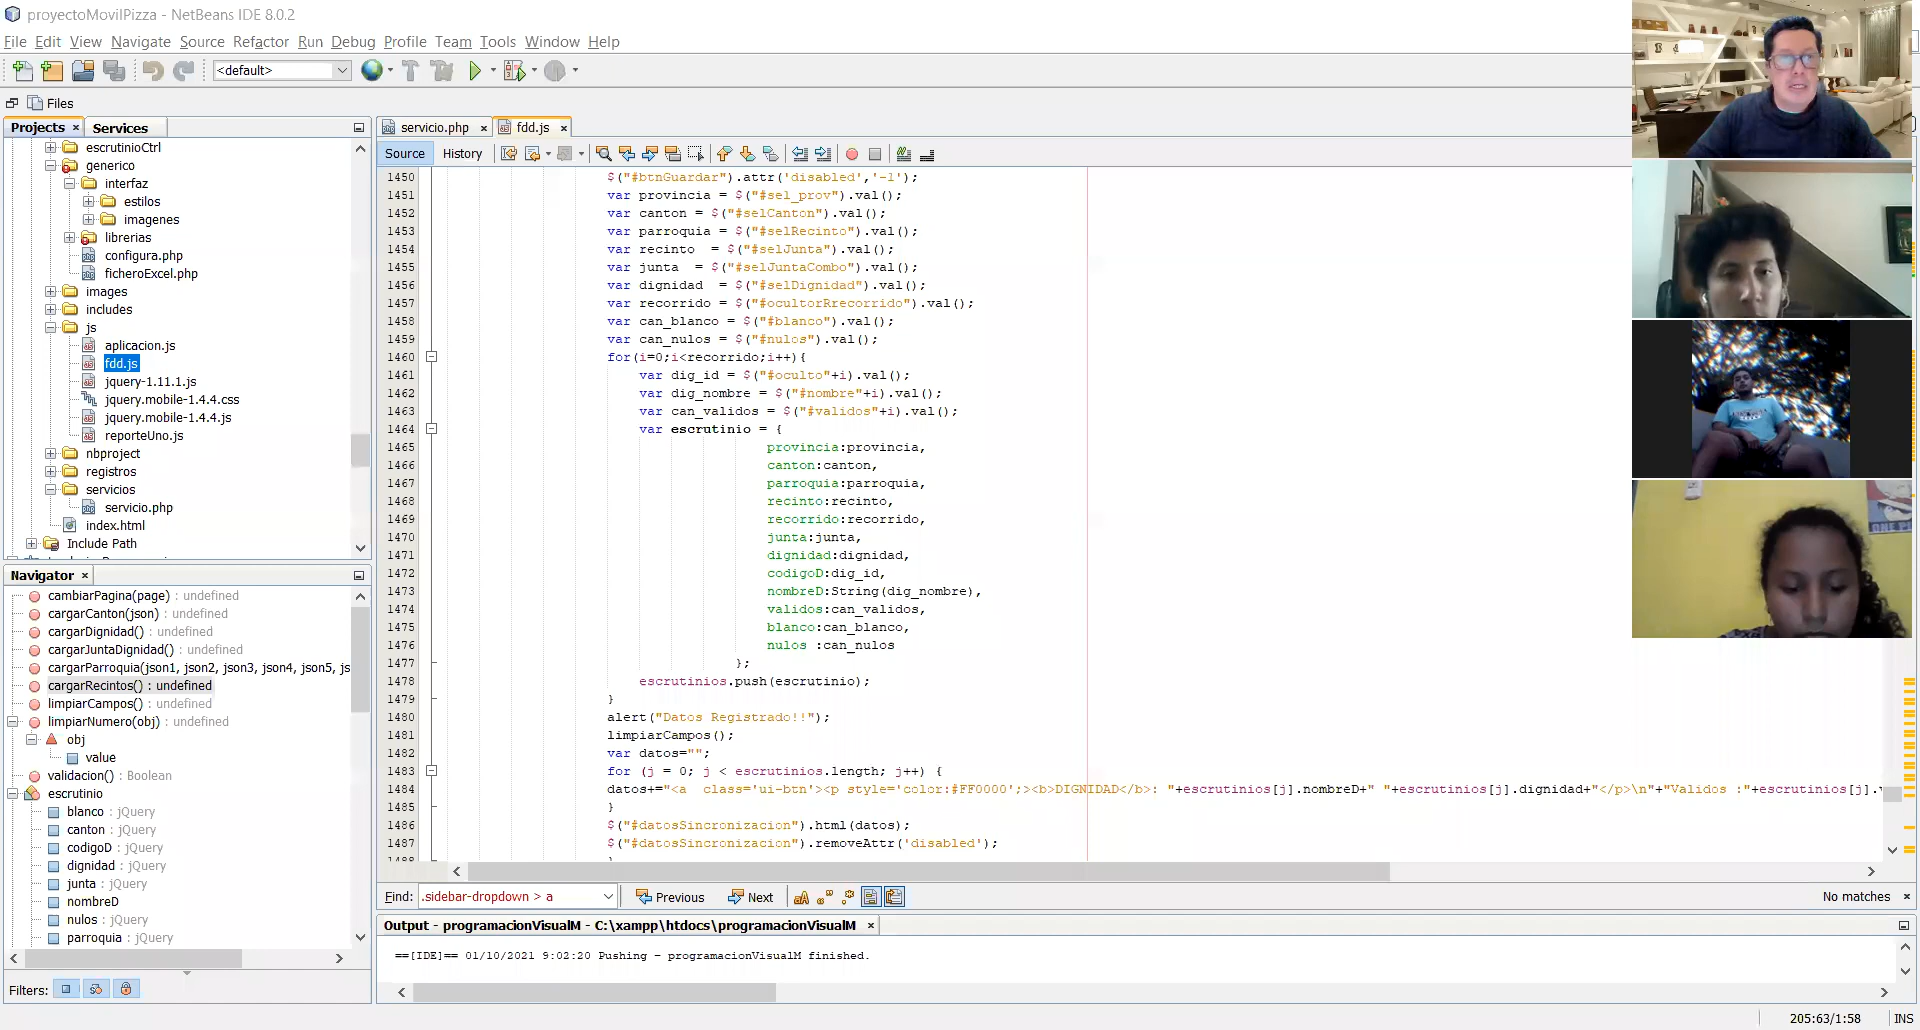 proyectoMovilPizza - NetBeans IDE 8.0.2
File Edit View Navigate Source Refactor Run Debug Profile Team Tools Window Help
<default>
Files
Projects Services
escrutinioCtrl
generico
interfaz
estilos
imagenes
librerias
configura.php
ficheroExcel.php
images
includes
js
aplicacion.js
fdd.js
jquery-1.11.1.js
jquery.mobile-1.4.4.css
jquery.mobile-1.4.4.js
reporteUno.js
nbproject
registros
servicios
servicio.php
index.html
Include Path
Navigator
cambiarPagina(page) : undefined
cargarCanton(json) : undefined
cargarDignidad() : undefined
cargarJuntaDignidad() : undefined
cargarParroquia(json1, json2, json3, json4, json5, js
cargarRecintos() : undefined
limpiarCampos() : undefined
limpiarNumero(obj) : undefined
obj
value
validacion() : Boolean
escrutinio
blanco : jQuery
canton : jQuery
codigoD : jQuery
dignidad : jQuery
junta : jQuery
nombreD
nulos : jQuery
parroquia : jQuery
Filters:
servicio.php fdd.js
Source History
1450 $("#btnGuardar").attr('disabled','-1');
1451 var provincia = $("#sel_prov").val();
1452 var canton = $("#selCanton").val();
1453 var parroquia = $("#selRecinto").val();
1454 var recinto  = $("#selJunta").val();
1455 var junta  = $("#selJuntaCombo").val();
1456 var dignidad  = $("#selDignidad").val();
1457 var recorrido = $("#ocultorRrecorrido").val();
1458 var can_blanco = $("#blanco").val();
1459 var can_nulos = $("#nulos").val();
1460 for(i=0;i<recorrido;i++){
1461 var dig_id = $("#oculto"+i).val();
1462 var dig_nombre = $("#nombre"+i).val();
1463 var can_validos = $("#validos"+i).val();
1464 var escrutinio = {
1465 provincia:provincia,
1466 canton:canton,
1467 parroquia:parroquia,
1468 recinto:recinto,
1469 recorrido:recorrido,
1470 junta:junta,
1471 dignidad:dignidad,
1472 codigoD:dig_id,
1473 nombreD:String(dig_nombre),
1474 validos:can_validos,
1475 blanco:can_blanco,
1476 nulos :can_nulos
1477 };
1478 escrutinios.push(escrutinio);
1479 }
1480 alert("Datos Registrado!!");
1481 limpiarCampos();
1482 var datos="";
1483 for (j = 0; j < escrutinios.length; j++) {
1484 datos+="<a  class='ui-btn'><p style='color:#FF0000';><b>DIGNIDAD</b>: "+escrutinios[j].nombreD+" "+escrutinios[j].dignidad+"</p>\n"+"Validos :"+escrutinios[j].
1485 }
1486 $("#datosSincronizacion").html(datos);
1487 $("#datosSincronizacion").removeAttr('disabled');
1488 }
Find: .sidebar-dropdown > a Previous Next No matches
Output - programacionVisualM - C:\xampp\htdocs\programacionVisualM
==[IDE]== 01/10/2021 9:02:20 Pushing - programacionVisualM finished.
205:63/1:58 INS
ONE PI